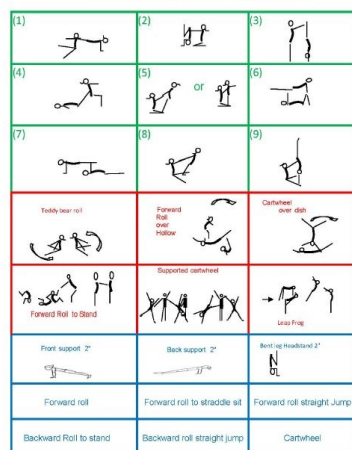 (1)
(2)
(3)
(4)
(5)
or
(6)
(7)
(8)
(9)
Teddy bear roll
Forward
Roll
over
Hollow
Cartwheel
over dish
Forward Roll to Stand
Supported cartwheel
Leap Frog
Front support 2"
Back support 2"
Bent leg Headstand 2"
Forward roll
Forward roll to straddle sit
Forward roll straight Jump
Backward Roll to stand
Backward roll straight jump
Cartwheel